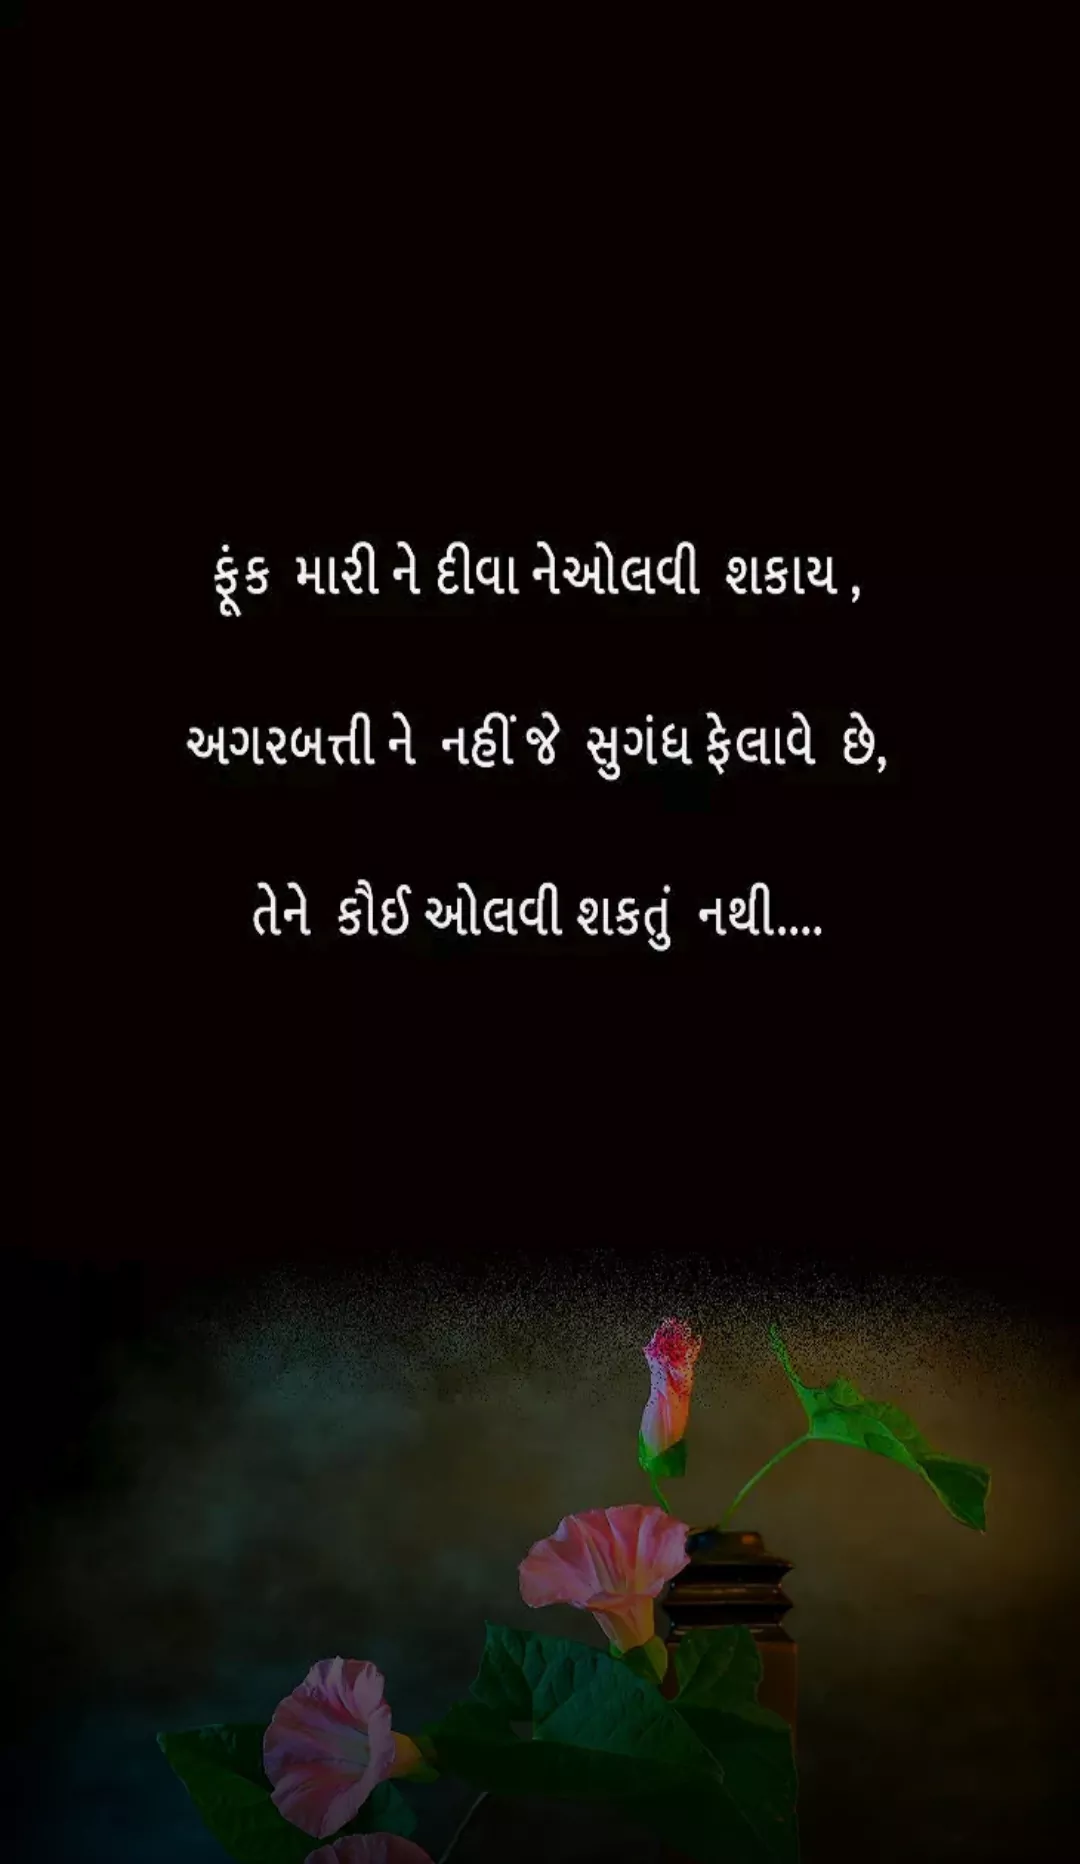 ફૂંક મારી ને દીવા નેઓલવી શકાય ,
અગરબત્તી ને નહીં જે સુગંધ ફેલાવે છે,
તેને કૌઈ ઓલવી શકતું નથી....